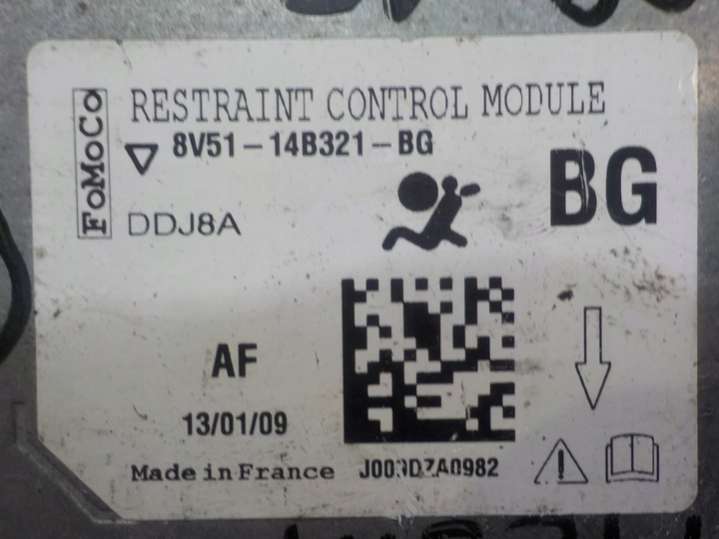 FoMoCo
RESTRAINT CONTROL MODULE
8V51-14B321-BG
BG
DDJ8A
AF
13/01/09
Made in France